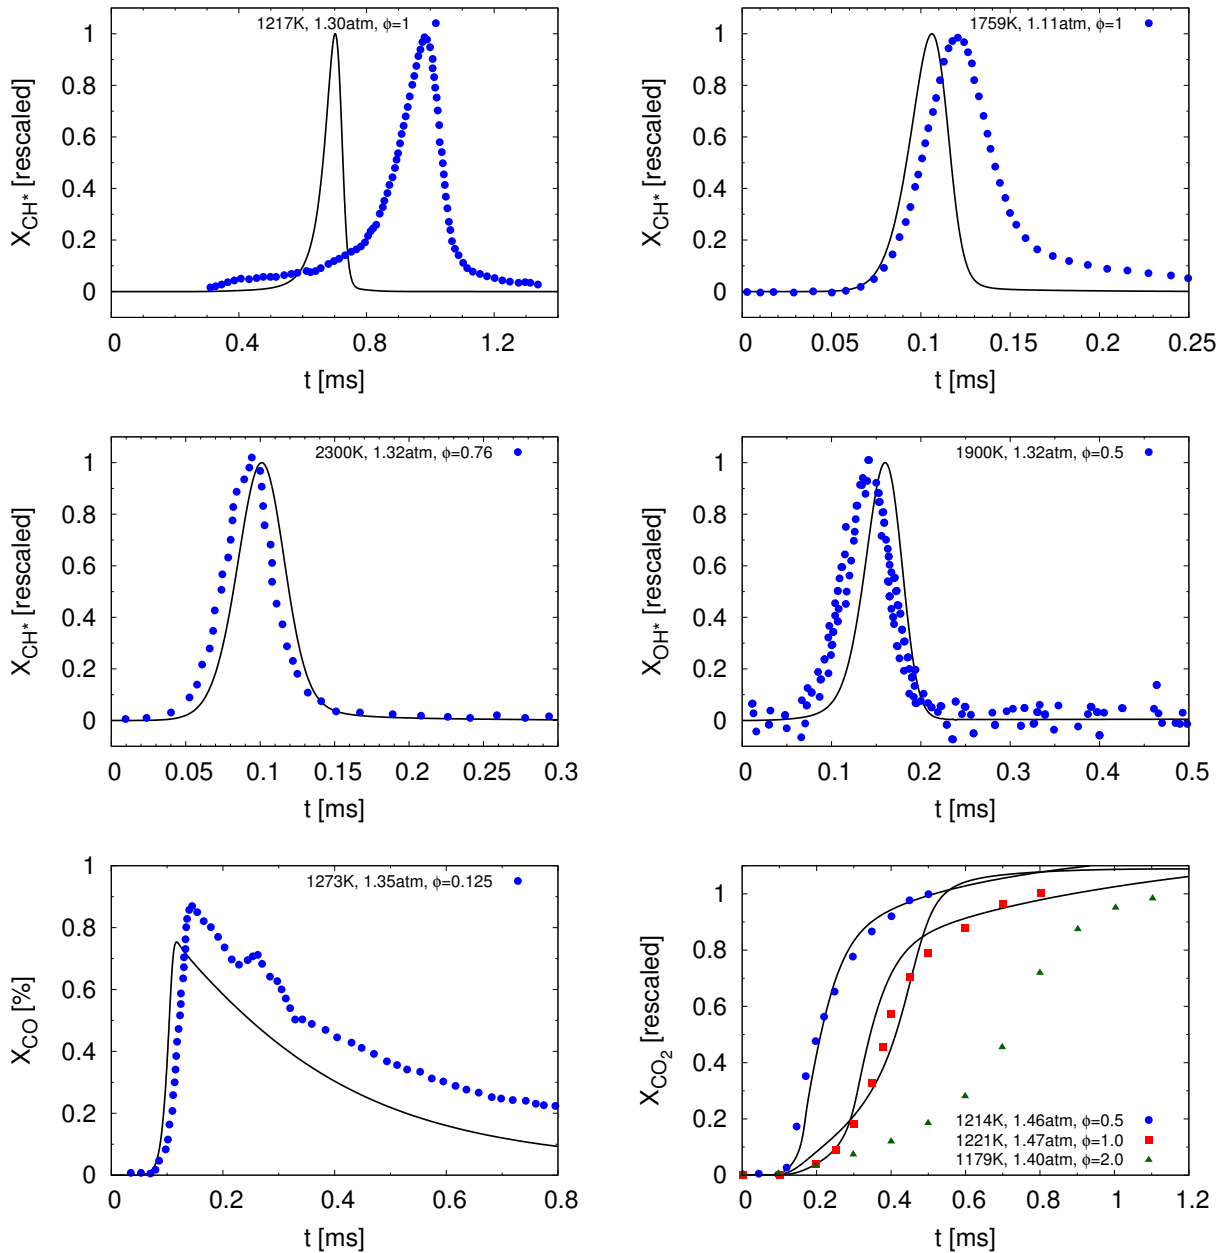 1217K, 1.30atm, ϕ=1
X_CH* [rescaled]
1
0.8
0.6
0.4
0.2
0
0 0.4 0.8 1.2
t [ms]
1759K, 1.11atm, ϕ=1
X_CH* [rescaled]
1
0.8
0.6
0.4
0.2
0
0 0.05 0.1 0.15 0.2 0.25
t [ms]
2300K, 1.32atm, ϕ=0.76
X_CH* [rescaled]
1
0.8
0.6
0.4
0.2
0
0 0.05 0.1 0.15 0.2 0.25 0.3
t [ms]
1900K, 1.32atm, ϕ=0.5
X_OH* [rescaled]
1
0.8
0.6
0.4
0.2
0
0 0.1 0.2 0.3 0.4 0.5
t [ms]
1273K, 1.35atm, ϕ=0.125
X_CO [%]
1
0.8
0.6
0.4
0.2
0
0 0.2 0.4 0.6 0.8
t [ms]
X_CO₂ [rescaled]
1
0.8
0.6
0.4
0.2
0
1214K, 1.46atm, ϕ=0.5
1221K, 1.47atm, ϕ=1.0
1179K, 1.40atm, ϕ=2.0
0 0.2 0.4 0.6 0.8 1 1.2
t [ms]